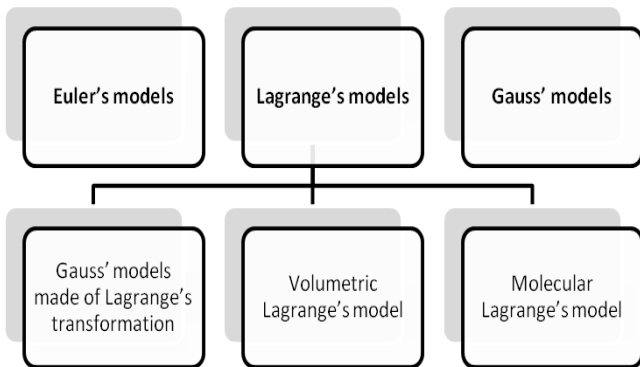 Euler’s models
Lagrange’s models
Gauss’ models
Gauss’ models
made of Lagrange’s
transformation
Volumetric
Lagrange’s model
Molecular
Lagrange’s model